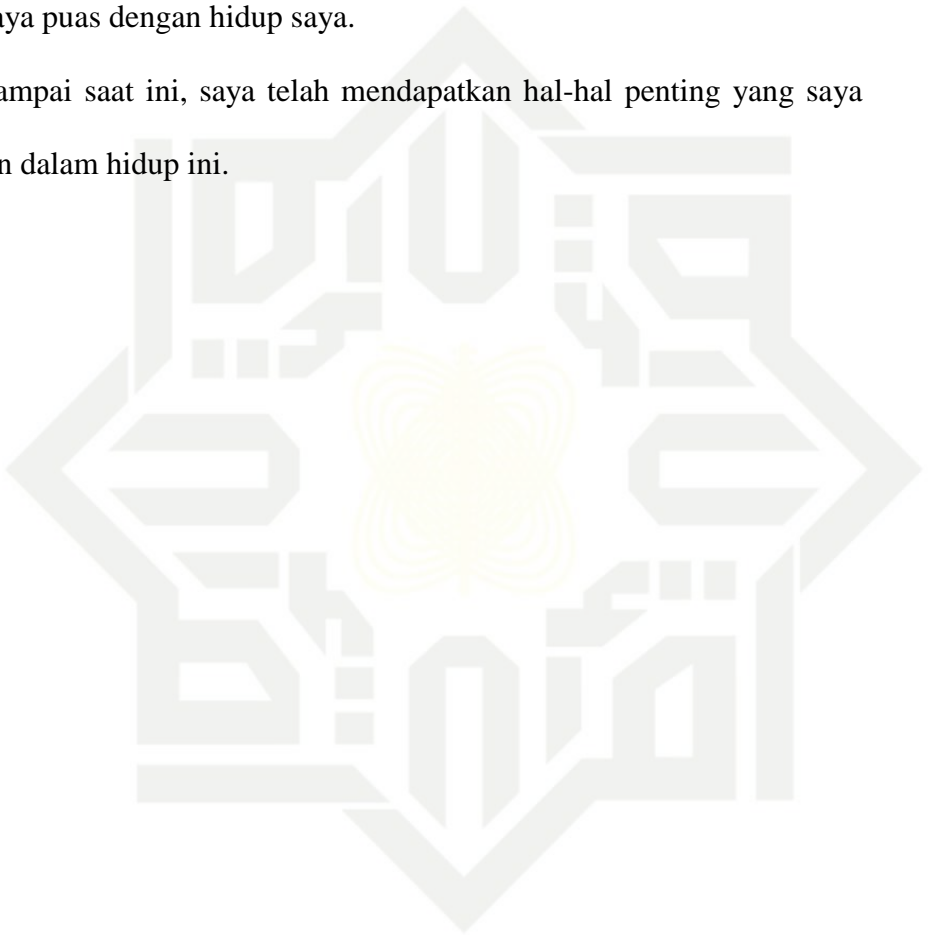 aya puas dengan hidup saya.
ampai saat ini, saya telah mendapatkan hal-hal penting yang saya
n dalam hidup ini.